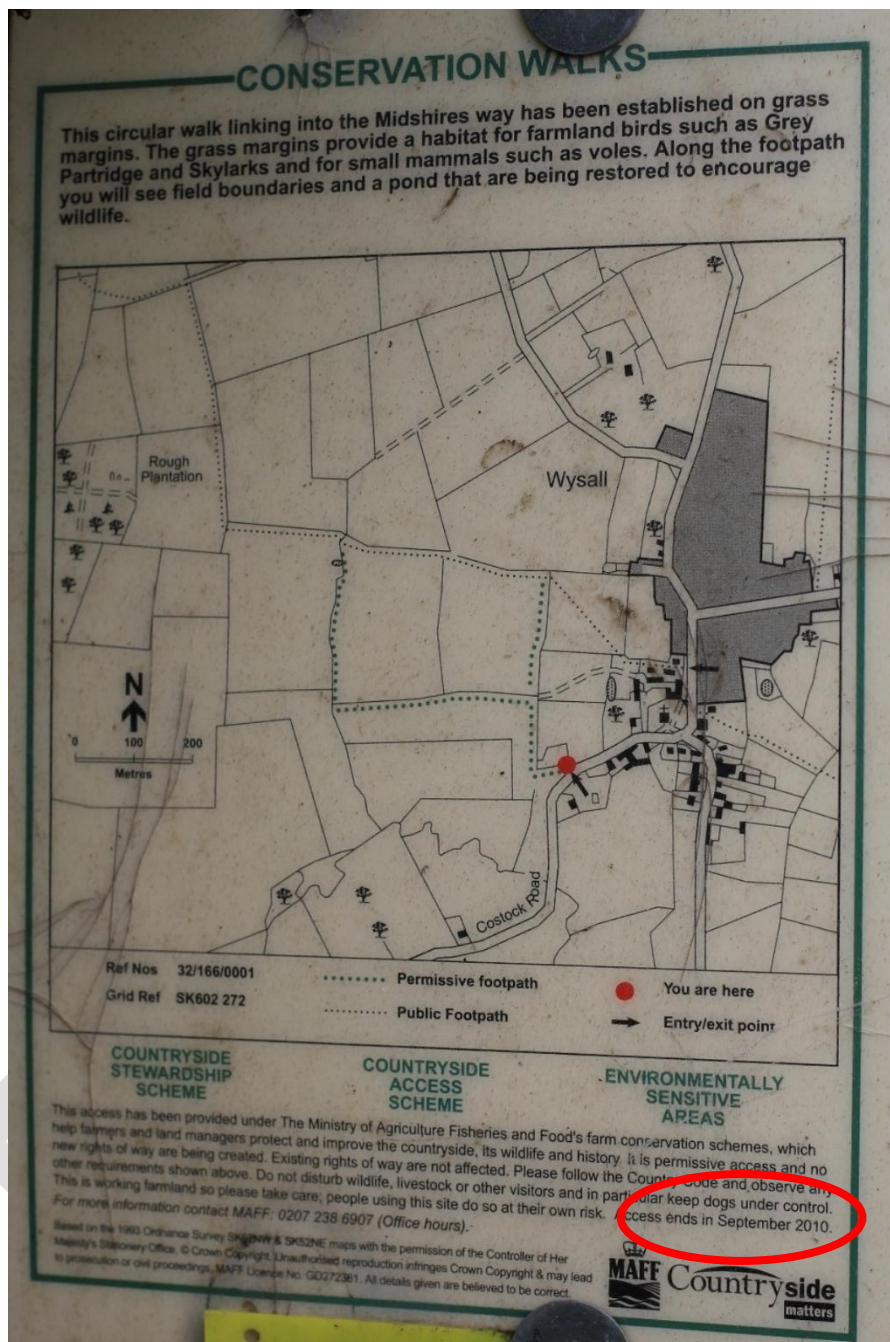 CONSERVATION WALKS
This circular walk linking into the Midshires way has been established on grass
margins. The grass margins provide a habitat for farmland birds such as Grey
Partridge and Skylarks and for small mammals such as voles. Along the footpath
you will see field boundaries and a pond that are being restored to encourage
wildlife.
Rough
Plantation
Wysall
N
0 100 200
Metres
Costock Road
Ref Nos 32/166/0001
Grid Ref SK602 272
Permissive footpath
Public Footpath
You are here
Entry/exit point
COUNTRYSIDE
STEWARDSHIP
SCHEME
COUNTRYSIDE
ACCESS
SCHEME
ENVIRONMENTALLY
SENSITIVE
AREAS
This access has been provided under The Ministry of Agriculture Fisheries and Food's farm conservation schemes, which
help farmers and land managers protect and improve the countryside, its wildlife and history. It is permissive access and no
new rights of way are being created. Existing rights of way are not affected. Please follow the Country Code and observe any
other requirements shown above. Do not disturb wildlife, livestock or other visitors and in particular keep dogs under control.
This is working farmland so please take care; people using this site do so at their own risk. Access ends in September 2010.
For more information contact MAFF: 0207 238 6907 (Office hours).
Based on the 1993 Ordnance Survey SK62NW & SK52NE maps with the permission of the Controller of Her
Majesty's Stationery Office, © Crown Copyright. Unauthorised reproduction infringes Crown Copyright & may lead
to prosecution or civil proceedings. MAFF Licence No. GD272361. All details given are believed to be correct.
MAFF
Countryside
matters